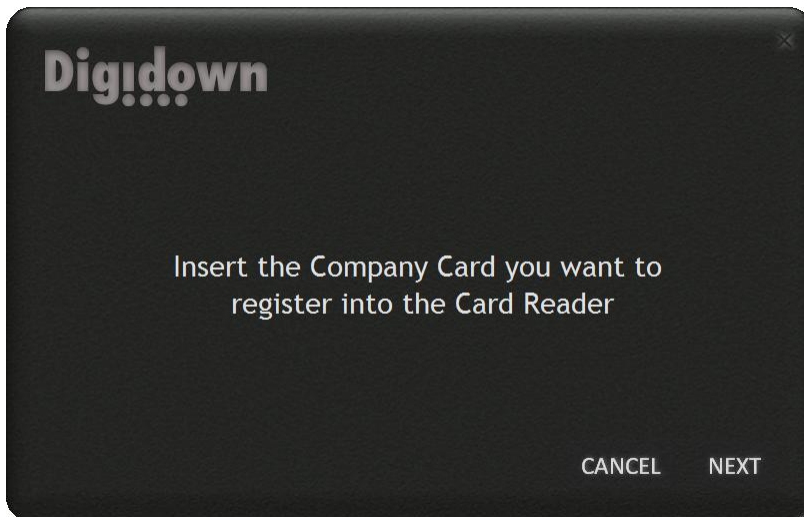 Digidown
Insert the Company Card you want to
register into the Card Reader
CANCEL NEXT